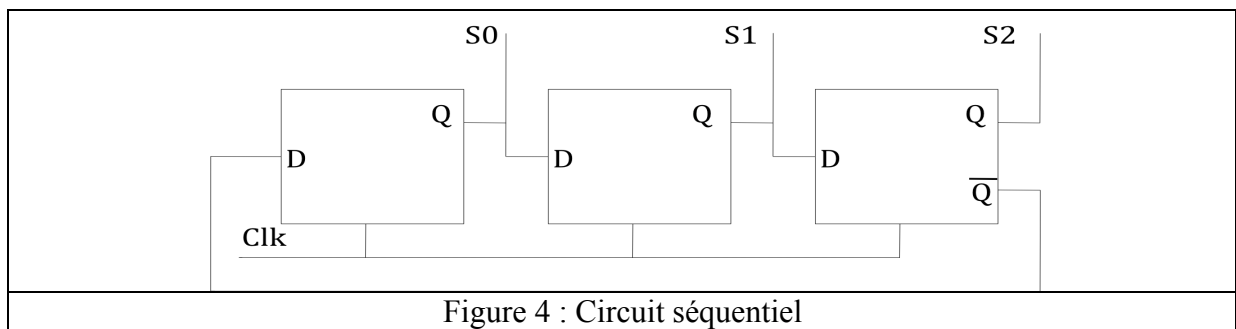 S0 S1 S2
Q Q Q
D D D
Q̅
Clk
Figure 4 : Circuit séquentiel